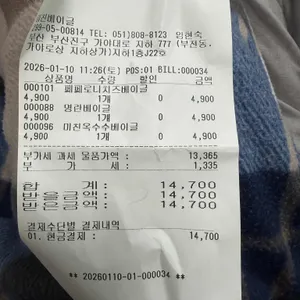 베이글
69-05-00814 TEL: 051)808-8123 임현숙
부산 부산진구 가야대로 지하 777 (부전동,
가야로상 지하상가)지하1층J22호
2026-01-10 11:26(토) POS:01 BILL:000034
상품명 수량 할인 금액
000101 페페로니치즈베이글
4,900 1개 0 4,900
000088 명란베이글
4,900 1개 0 4,900
000096 마진옥수수베이글
4,900 1개 0 4,900
부가세 과세 물품가액 : 13,365
부 가 세 : 1,335
합 계 : 14,700
받을금액 : 14,700
받은금액 : 14,700
결제수단별 결제내역
01. 현금결제 : 14,700
** 20260110-01-000034 **